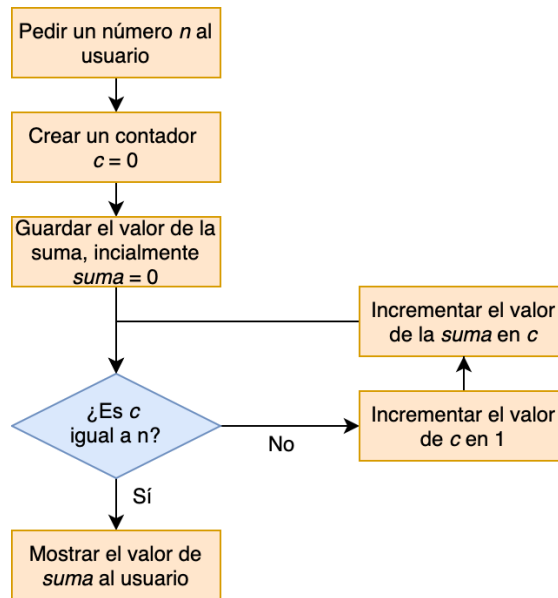 Pedir un número n al
usuario
Crear un contador
c = 0
Guardar el valor de la
suma, incialmente
suma = 0
Incrementar el valor
de la suma en c
¿Es c
igual a n?
No
Incrementar el valor
de c en 1
Sí
Mostrar el valor de
suma al usuario